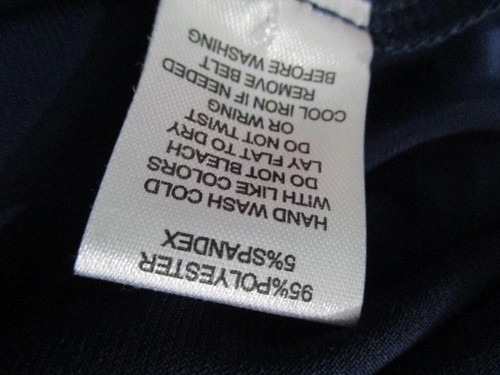 95%POLYESTER
5%SPANDEX
HAND WASH COLD
WITH LIKE COLORS
DO NOT BLEACH
LAY FLAT TO DRY
DO NOT TWIST
OR WRING
COOL IRON IF NEEDED
REMOVE BELT
BEFORE WASHING